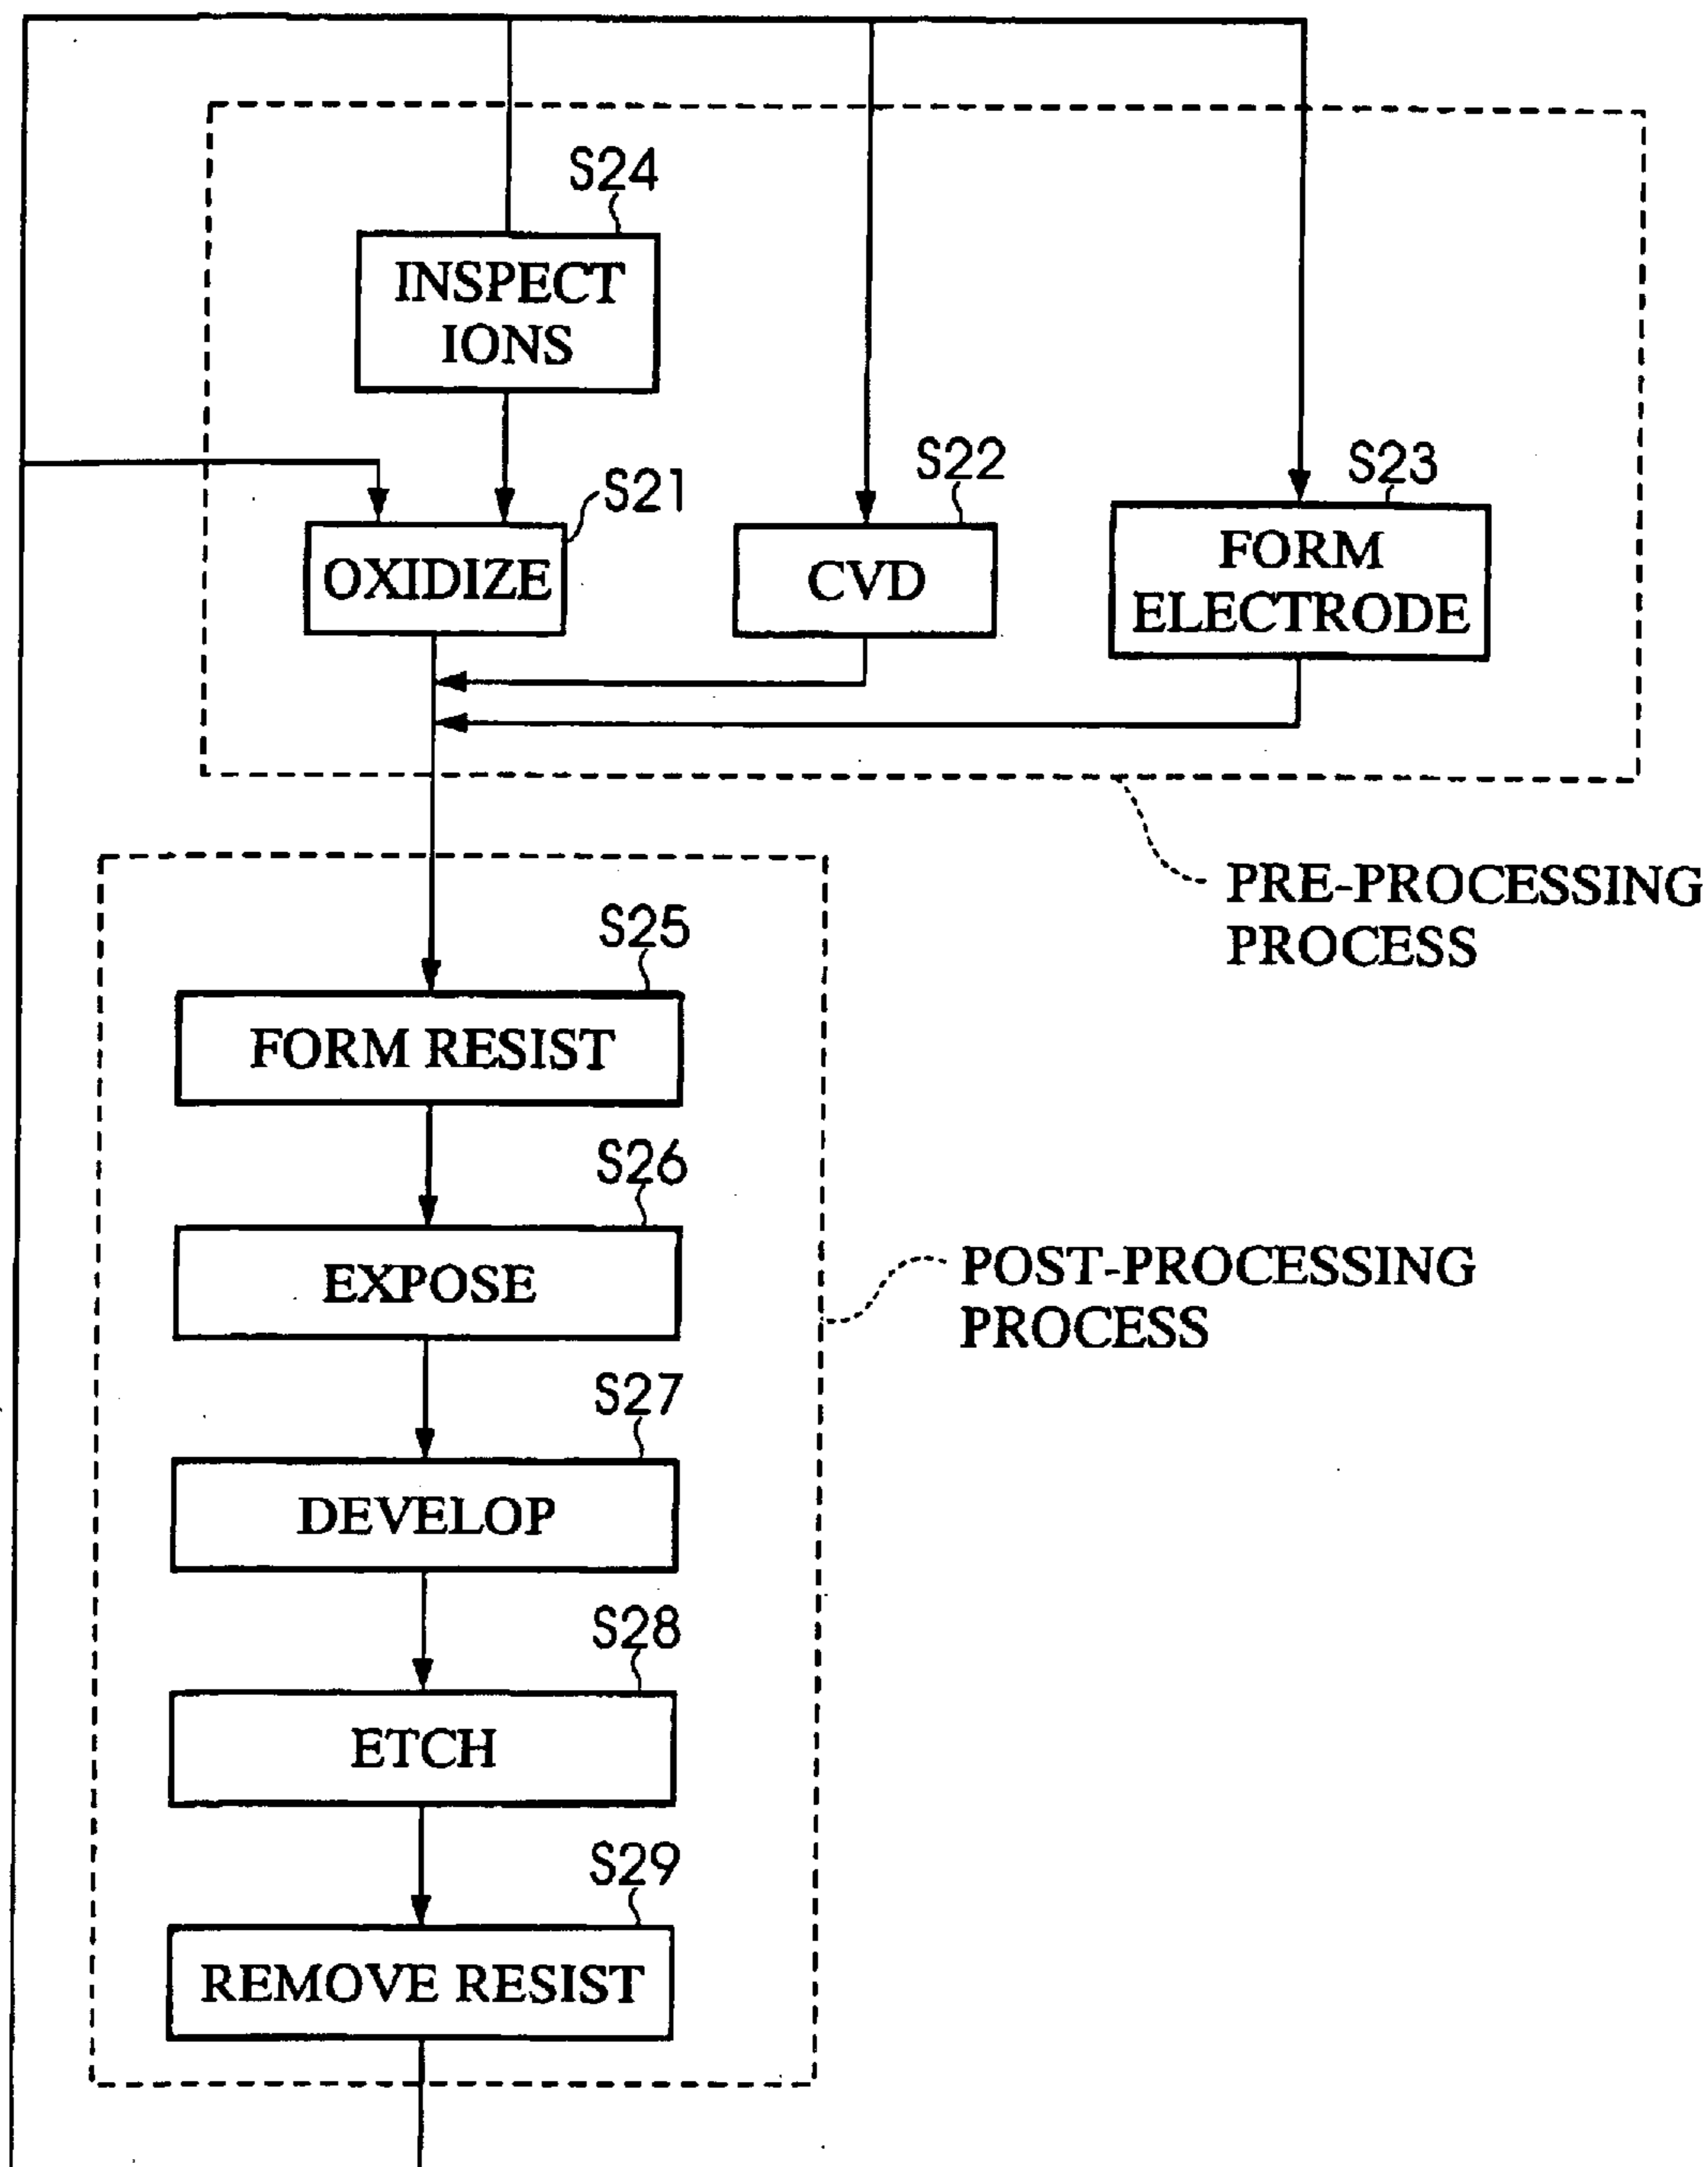 S24
INSPECT
IONS
S21
OXIDIZE
S22
CVD
S23
FORM
ELECTRODE
PRE-PROCESSING
PROCESS
S25
FORM RESIST
S26
EXPOSE
POST-PROCESSING
PROCESS
S27
DEVELOP
S28
ETCH
S29
REMOVE RESIST